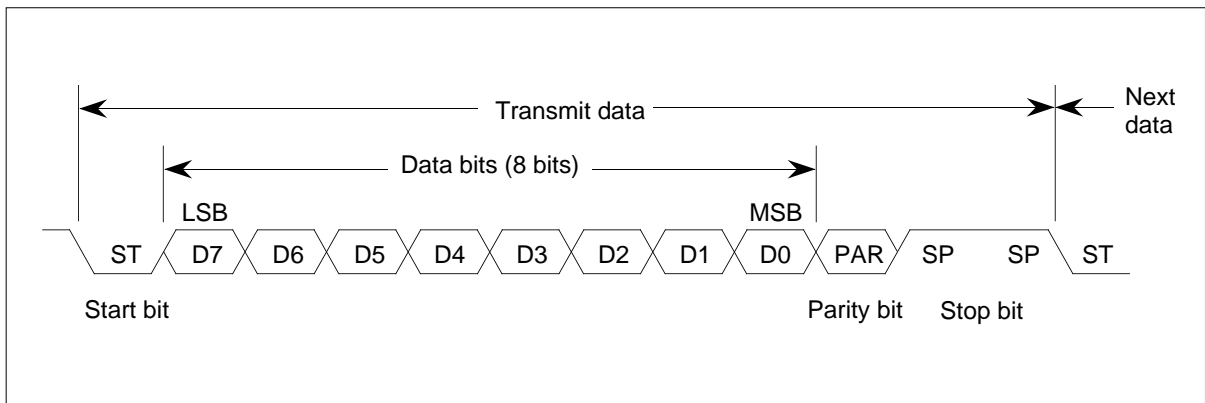 Transmit data
Next
data
Data bits (8 bits)
LSB MSB
ST D7 D6 D5 D4 D3 D2 D1 D0 PAR SP SP ST
Start bit Parity bit Stop bit